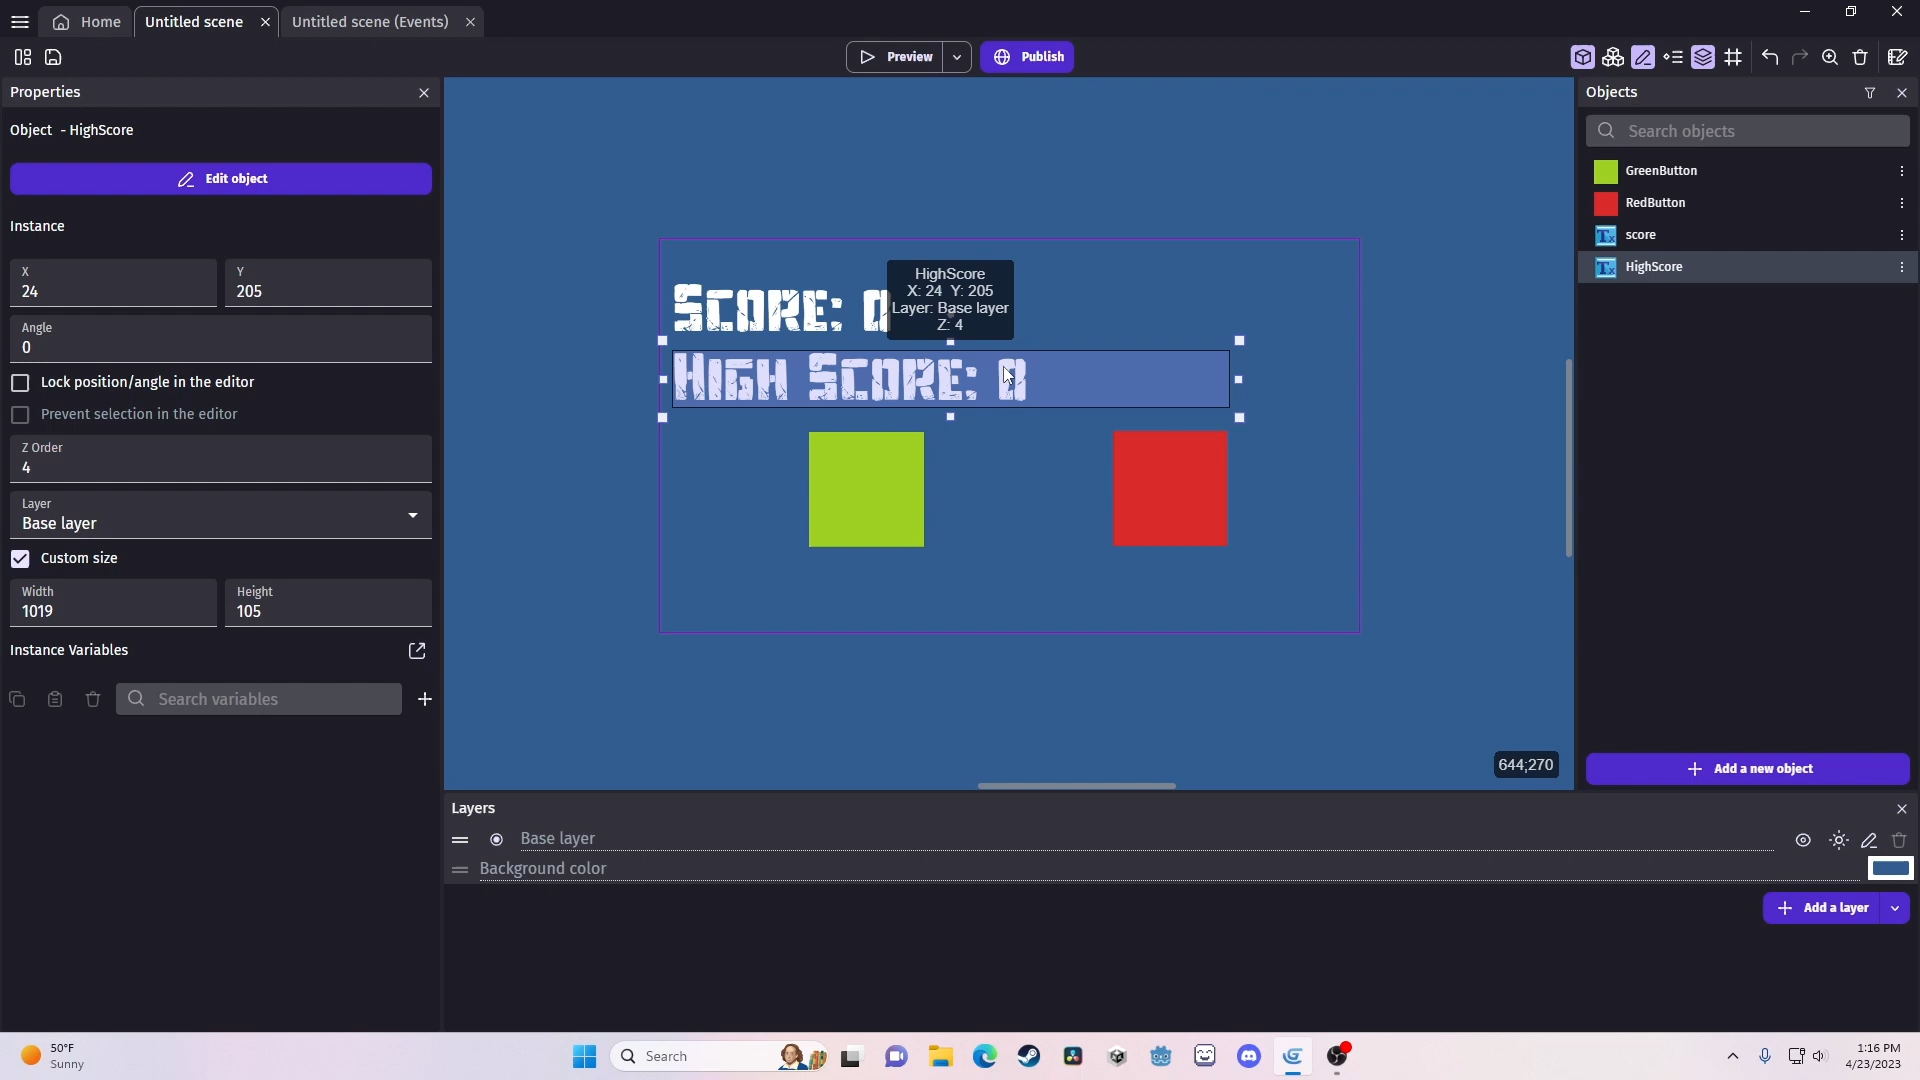 Home
Untitled scene
Untitled scene (Events)
Preview
Publish
Properties
Object - HighScore
Edit object
Instance
X
24
Y
205
Angle
0
Lock position/angle in the editor
Prevent selection in the editor
Z Order
4
Layer
Base layer
Custom size
Width
1019
Height
105
Instance Variables
Search variables
Score: 0
HighScore
X: 24 Y: 205
Layer: Base layer
Z: 4
High Score: 0
644;270
Objects
Search objects
GreenButton
RedButton
Tx score
Tx HighScore
Add a new object
Layers
Base layer
Background color
Add a layer
50°F
Sunny
Search
1:16 PM
4/23/2023